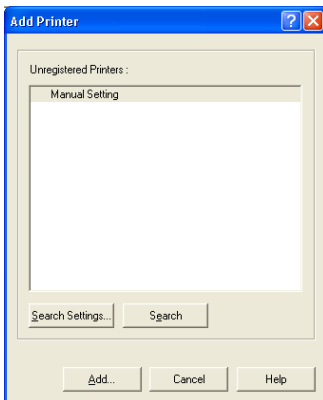 Add Printer
Unregistered Printers :
Manual Setting
Search Settings... Search
Add... Cancel Help